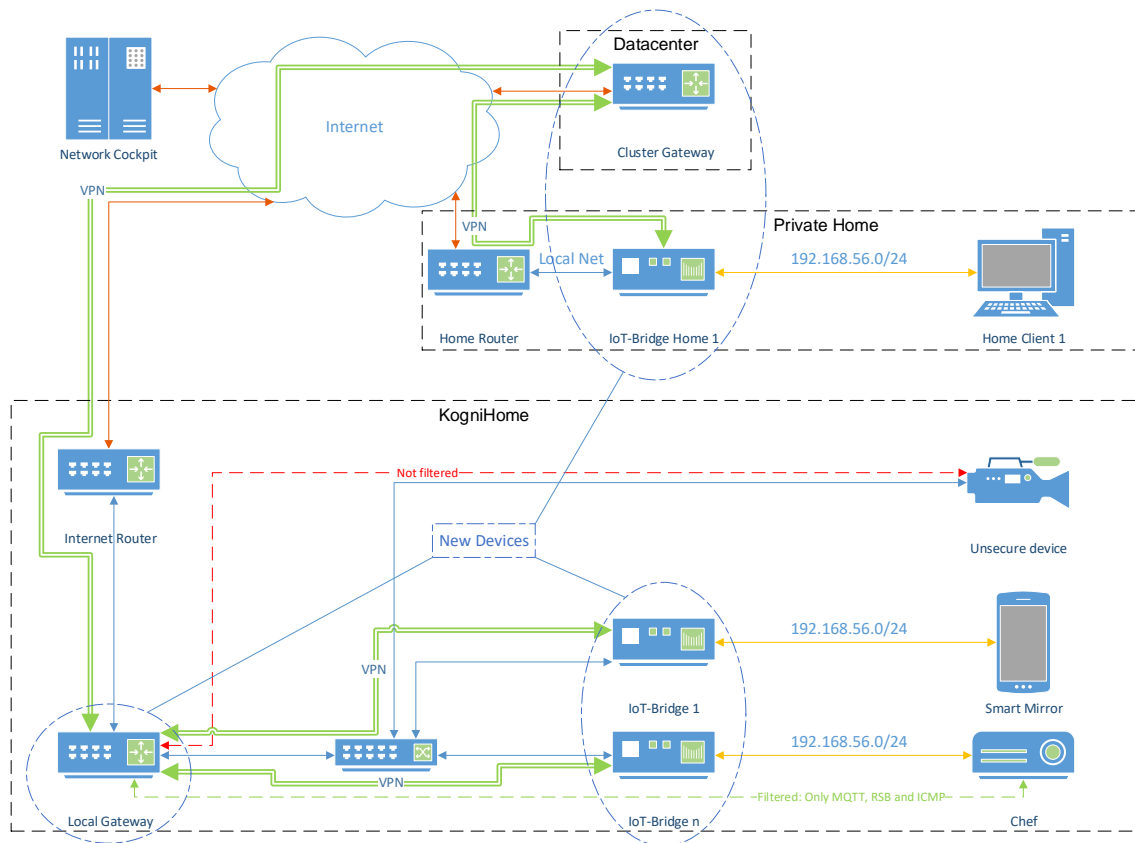 Datacenter
Internet
Network Cockpit
Cluster Gateway
VPN
VPN
Private Home
Local Net
192.168.56.0/24
Home Router
IoT-Bridge Home 1
Home Client 1
KogniHome
Not filtered
Internet Router
New Devices
Unsecure device
192.168.56.0/24
VPN
IoT-Bridge 1
Smart Mirror
192.168.56.0/24
VPN
Filtered: Only MQTT, RSB and ICMP
Local Gateway
IoT-Bridge n
Chef